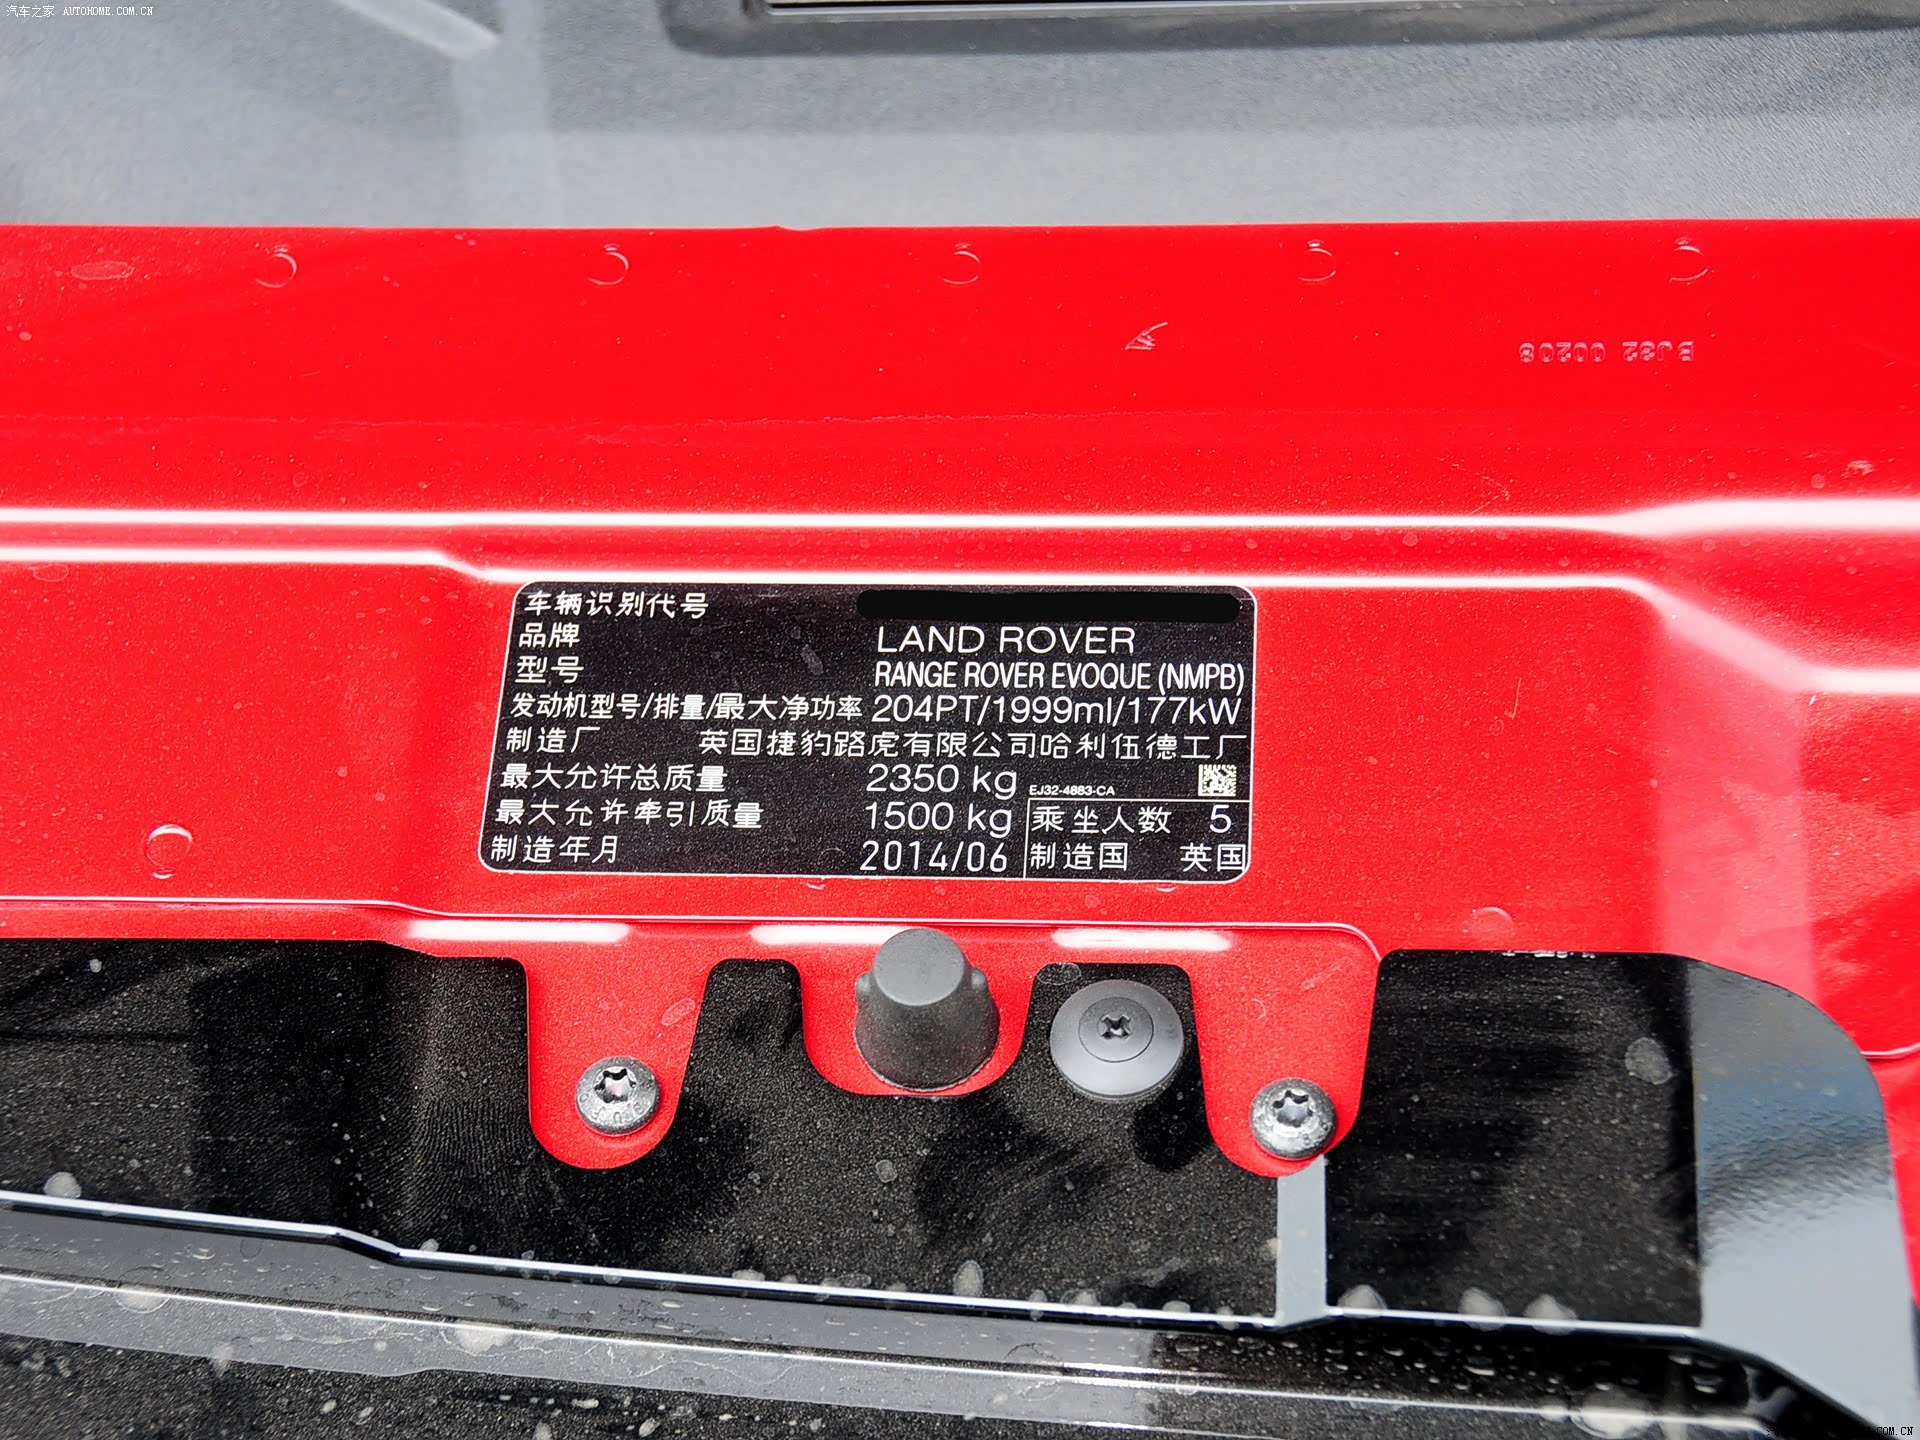 汽车之家 AUTOHOME.COM.CN
BJ32 00208
车辆识别代号
品牌 LAND ROVER
型号 RANGE ROVER EVOQUE (NMPB)
发动机型号/排量/最大净功率 204PT/1999ml/177kW
制造厂 英国捷豹路虎有限公司哈利伍德工厂
最大允许总质量 2350 kg EJ32-4883-CA
最大允许牵引质量 1500 kg 乘坐人数 5
制造年月 2014/06 制造国 英国